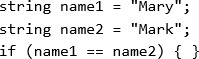 string name1 = "Mary";
string name2 = "Mark";
if (name1 == name2) { }